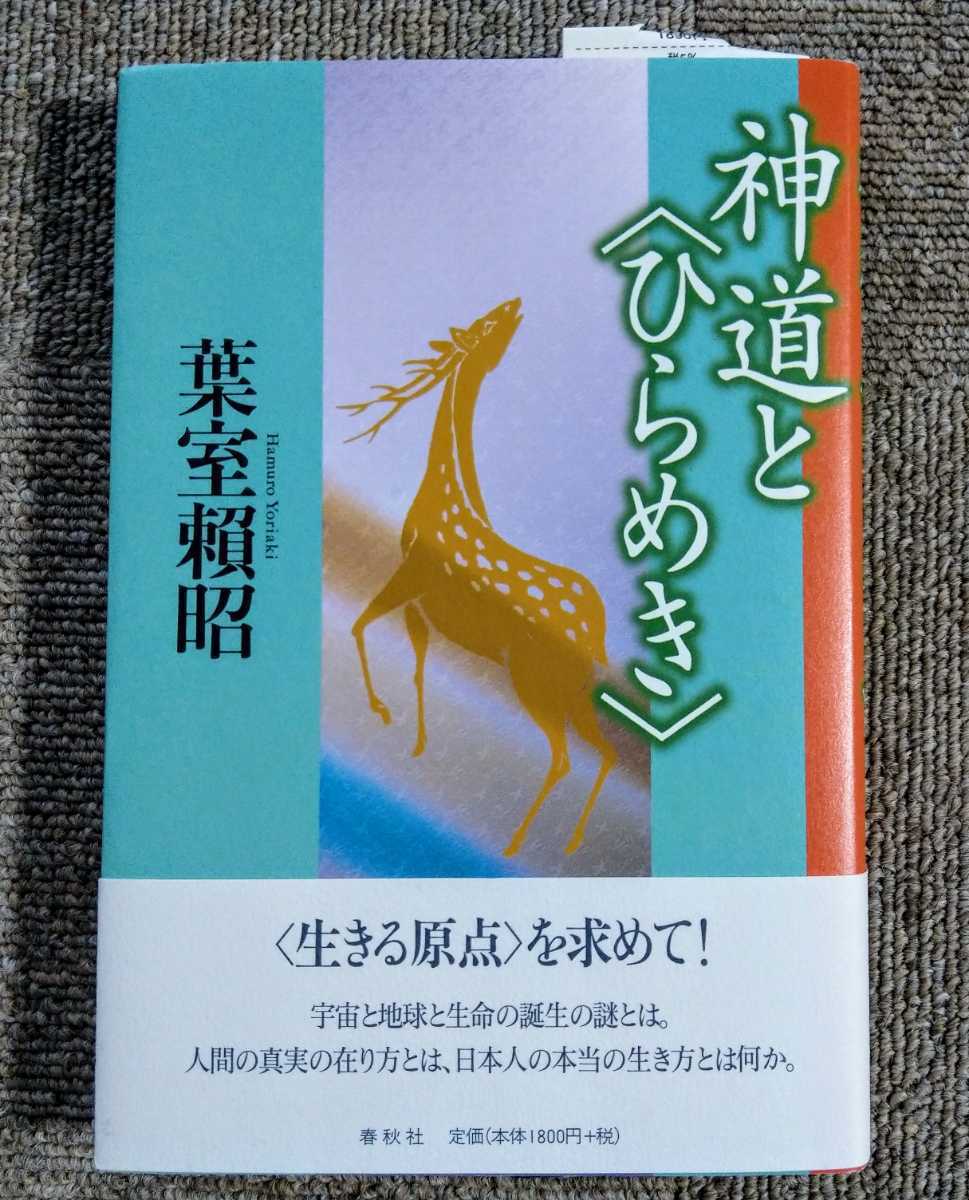 神道と
〈ひらめき〉
葉室賴昭
Hamuro Yoriaki
〈生きる原点〉を求めて!
宇宙と地球と生命の誕生の謎とは。
人間の真実の在り方とは、日本人の本当の生き方とは何か。
春秋社 定価(本体1800円+税)